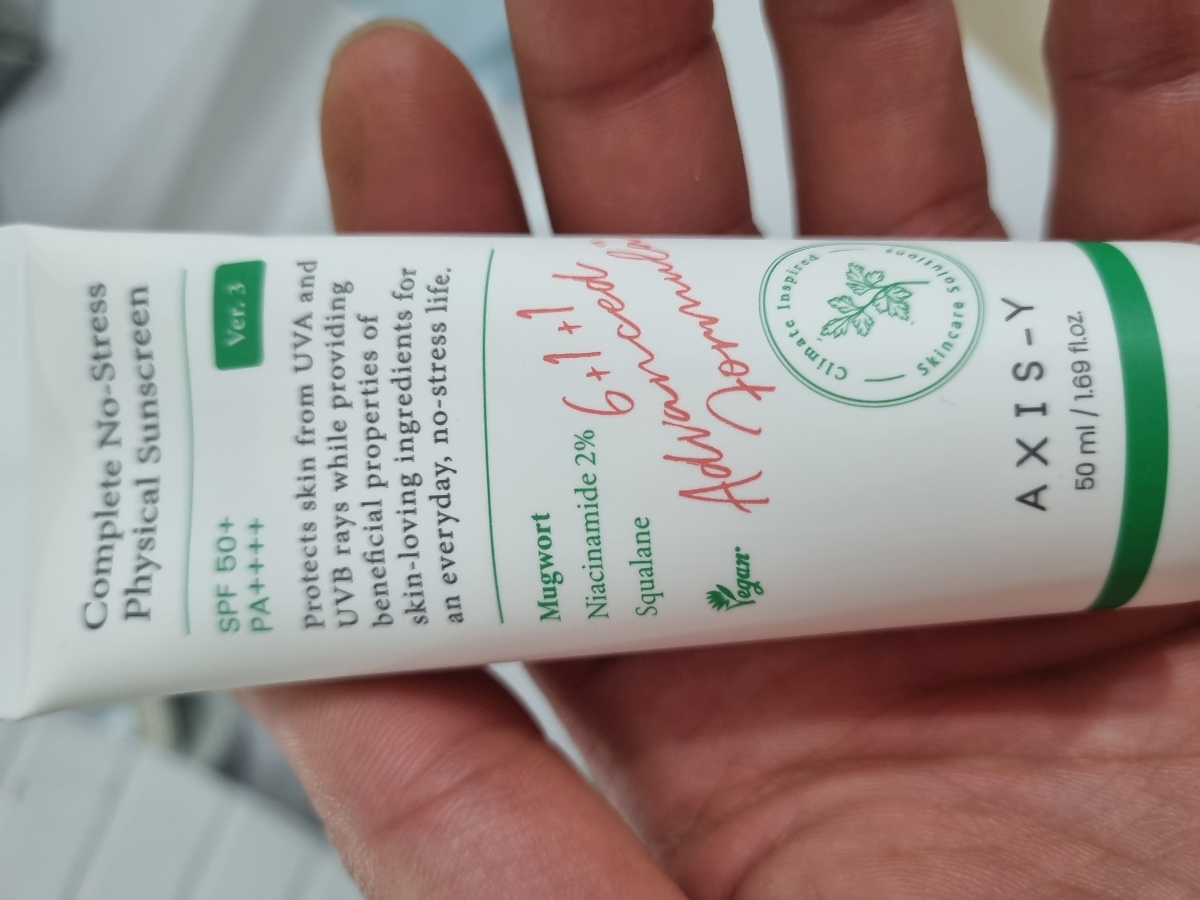 Complete No-Stress
Physical Sunscreen
SPF 50+
PA++++
Ver. 3
Protects skin from UVA and
UVB rays while providing
beneficial properties of
skin-loving ingredients for
an everyday, no-stress life.
Mugwort
Niacinamide 2%
Squalane
6+1+1
Advanced
Formula
Vegan
Climate Inspired
Skincare Solutions
AXIS-Y
50 ml / 1.69 fl.oz.